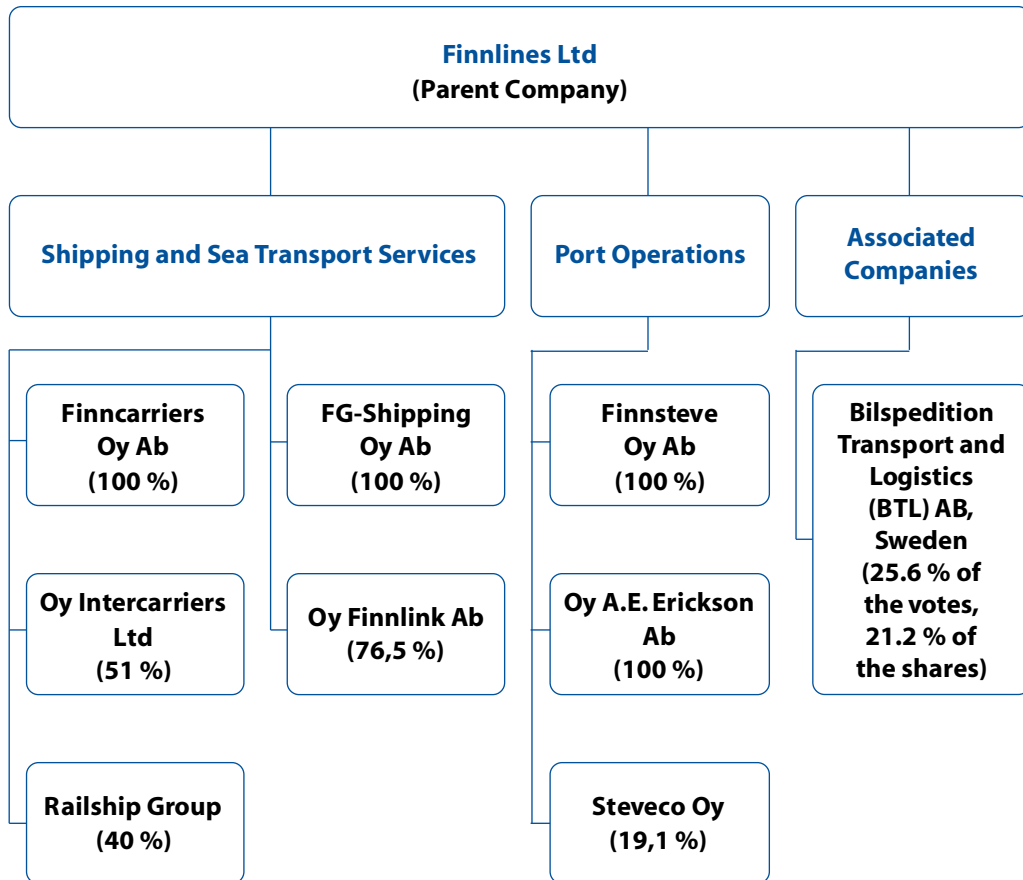 Finnlines Ltd
(Parent Company)
Shipping and Sea Transport Services
Port Operations
Associated
Companies
Finncarriers
Oy Ab
(100 %)
FG-Shipping
Oy Ab
(100 %)
Finnsteve
Oy Ab
(100 %)
Bilspedition
Transport and
Logistics
(BTL) AB,
Sweden
(25.6 % of
the votes,
21.2 % of
the shares)
Oy Intercarriers
Ltd
(51 %)
Oy Finnlink Ab
(76,5 %)
Oy A.E. Erickson
Ab
(100 %)
Railship Group
(40 %)
Steveco Oy
(19,1 %)